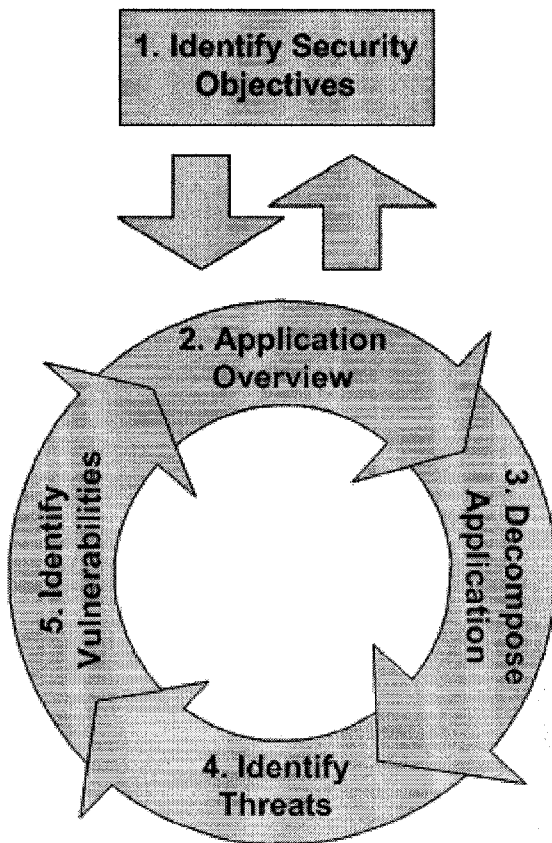 1. Identify Security
Objectives
2. Application
Overview
3. Decompose
Application
4. Identify
Threats
5. Identify
Vulnerabilities